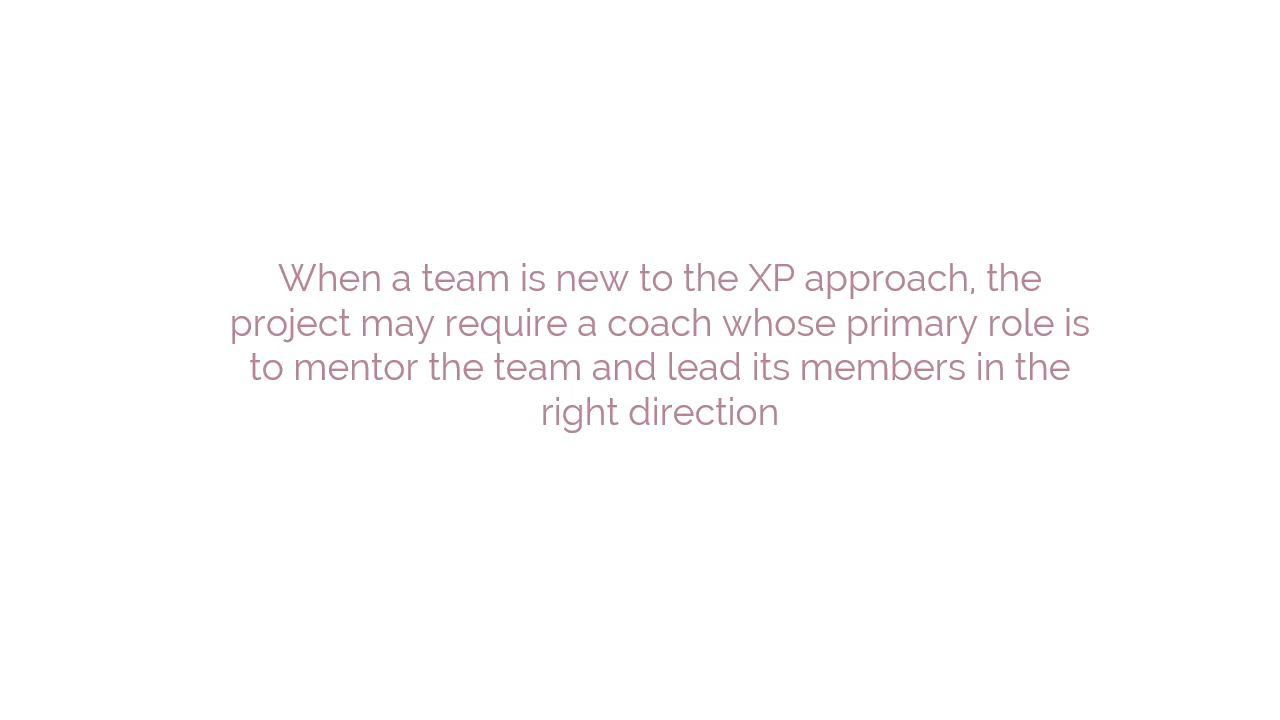 When a team is new to the XP approach, the
project may require a coach whose primary role is
to mentor the team and lead its members in the
right direction